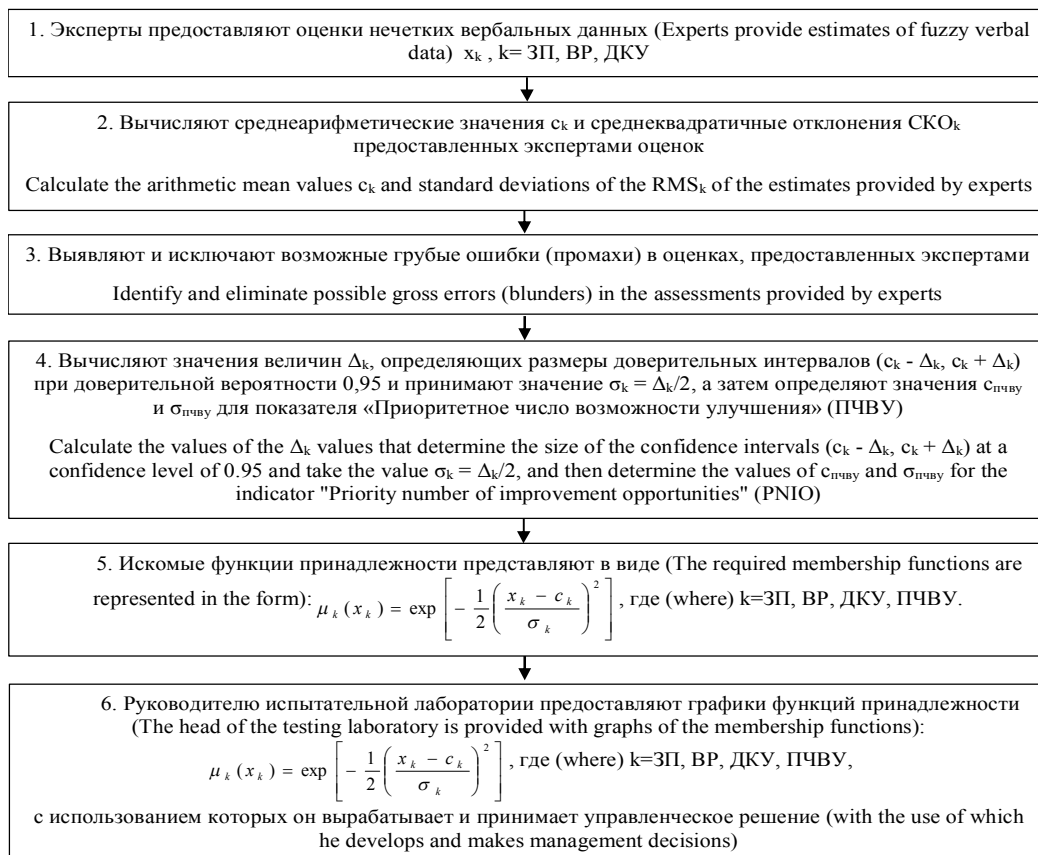 1. Эксперты предоставляют оценки нечетких вербальных данных (Experts provide estimates of fuzzy verbal
data) xₖ , k= ЗП, ВР, ДКУ
2. Вычисляют среднеарифметические значения cₖ и среднеквадратичные отклонения СКОₖ
предоставленных экспертами оценок
Calculate the arithmetic mean values cₖ and standard deviations of the RMSₖ of the estimates provided by experts
3. Выявляют и исключают возможные грубые ошибки (промахи) в оценках, предоставленных экспертами
Identify and eliminate possible gross errors (blunders) in the assessments provided by experts
4. Вычисляют значения величин Δₖ, определяющих размеры доверительных интервалов (cₖ - Δₖ, cₖ + Δₖ)
при доверительной вероятности 0,95 и принимают значение σₖ = Δₖ/2, а затем определяют значения c_пчву
и σ_пчву для показателя «Приоритетное число возможности улучшения» (ПЧВУ)
Calculate the values of the Δₖ values that determine the size of the confidence intervals (cₖ - Δₖ, cₖ + Δₖ) at a
confidence level of 0.95 and take the value σₖ = Δₖ/2, and then determine the values of c_пчву and σ_пчву for the
indicator "Priority number of improvement opportunities" (PNIO)
5. Искомые функции принадлежности представляют в виде (The required membership functions are
represented in the form): μₖ(xₖ) = exp[ - 1/2 ( (xₖ - cₖ)/σₖ )² ] , где (where) k=ЗП, ВР, ДКУ, ПЧВУ.
6. Руководителю испытательной лаборатории предоставляют графики функций принадлежности
(The head of the testing laboratory is provided with graphs of the membership functions):
μₖ(xₖ) = exp[ - 1/2 ( (xₖ - cₖ)/σₖ )² ] , где (where) k=ЗП, ВР, ДКУ, ПЧВУ,
с использованием которых он вырабатывает и принимает управленческое решение (with the use of which
he develops and makes management decisions)